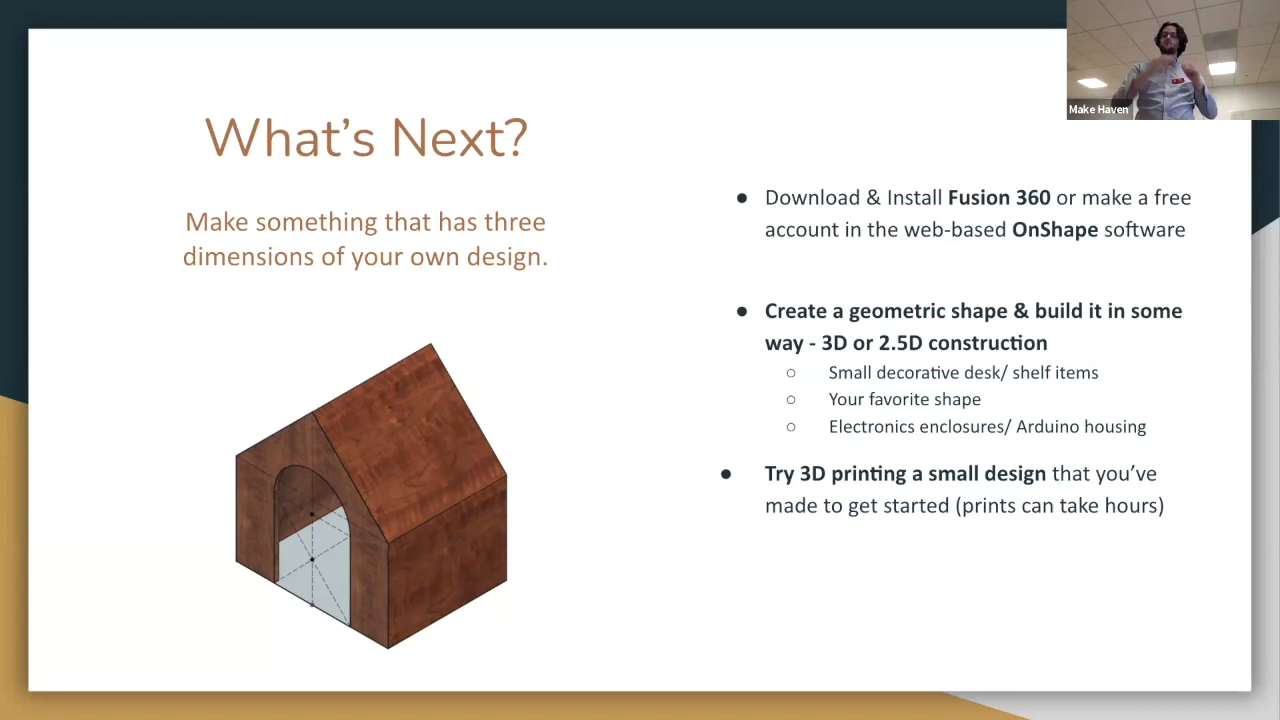 Make Haven
What's Next?
Make something that has three
dimensions of your own design.
● Download & Install Fusion 360 or make a free
account in the web-based OnShape software
● Create a geometric shape & build it in some
way - 3D or 2.5D construction
○ Small decorative desk/ shelf items
○ Your favorite shape
○ Electronics enclosures/ Arduino housing
● Try 3D printing a small design that you've
made to get started (prints can take hours)